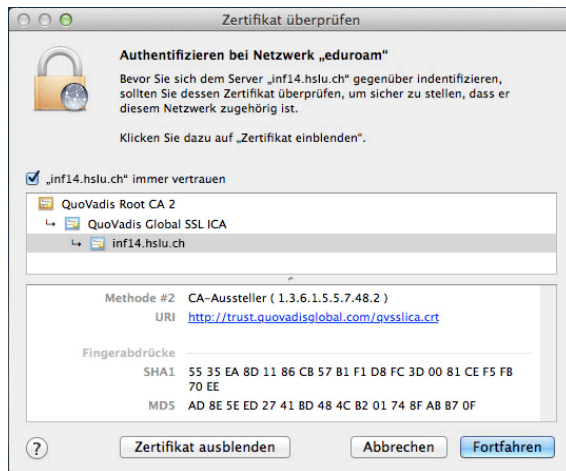 Zertifikat überprüfen
Authentifizieren bei Netzwerk „eduroam“
Bevor Sie sich dem Server „inf14.hslu.ch“ gegenüber indentifizieren,
sollten Sie dessen Zertifikat überprüfen, um sicher zu stellen, dass er
diesem Netzwerk zugehörig ist.
Klicken Sie dazu auf „Zertifikat einblenden“.
„inf14.hslu.ch“ immer vertrauen
QuoVadis Root CA 2
QuoVadis Global SSL ICA
inf14.hslu.ch
Methode #2 CA-Aussteller ( 1.3.6.1.5.5.7.48.2 )
URI http://trust.quovadisglobal.com/qvsslica.crt
Fingerabdrücke
SHA1 55 35 EA 8D 11 86 CB 57 B1 F1 D8 FC 3D 00 81 CE F5 FB
70 EE
MD5 AD 8E 5E ED 27 41 BD 48 4C B2 01 74 8F AB B7 0F
? Zertifikat ausblenden Abbrechen Fortfahren